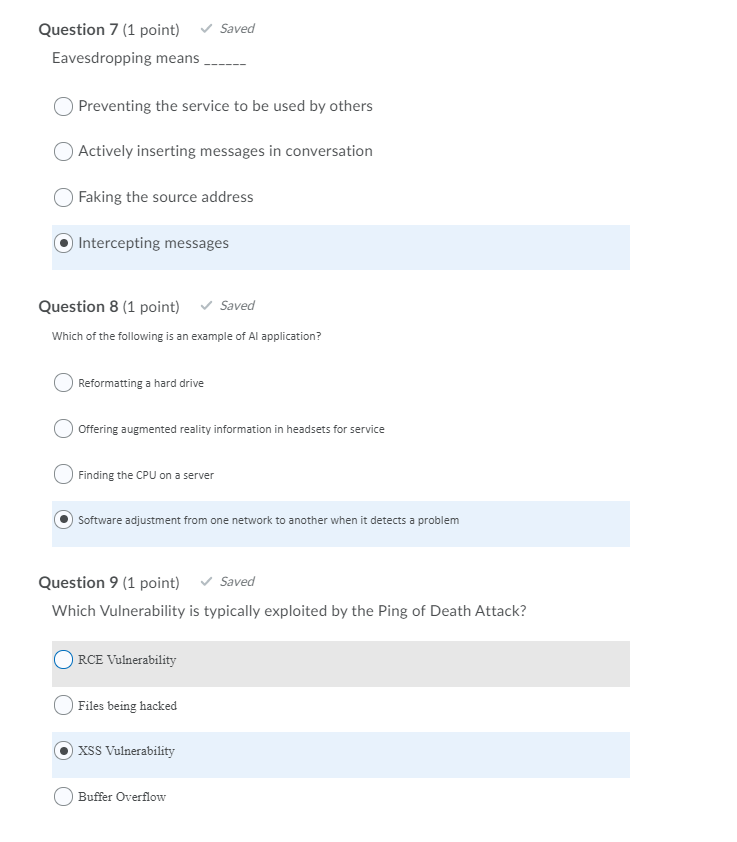 Question 7 (1 point) ✓ Saved
Eavesdropping means ______
Preventing the service to be used by others
Actively inserting messages in conversation
Faking the source address
Intercepting messages
Question 8 (1 point) ✓ Saved
Which of the following is an example of AI application?
Reformatting a hard drive
Offering augmented reality information in headsets for service
Finding the CPU on a server
Software adjustment from one network to another when it detects a problem
Question 9 (1 point) ✓ Saved
Which Vulnerability is typically exploited by the Ping of Death Attack?
RCE Vulnerability
Files being hacked
XSS Vulnerability
Buffer Overflow